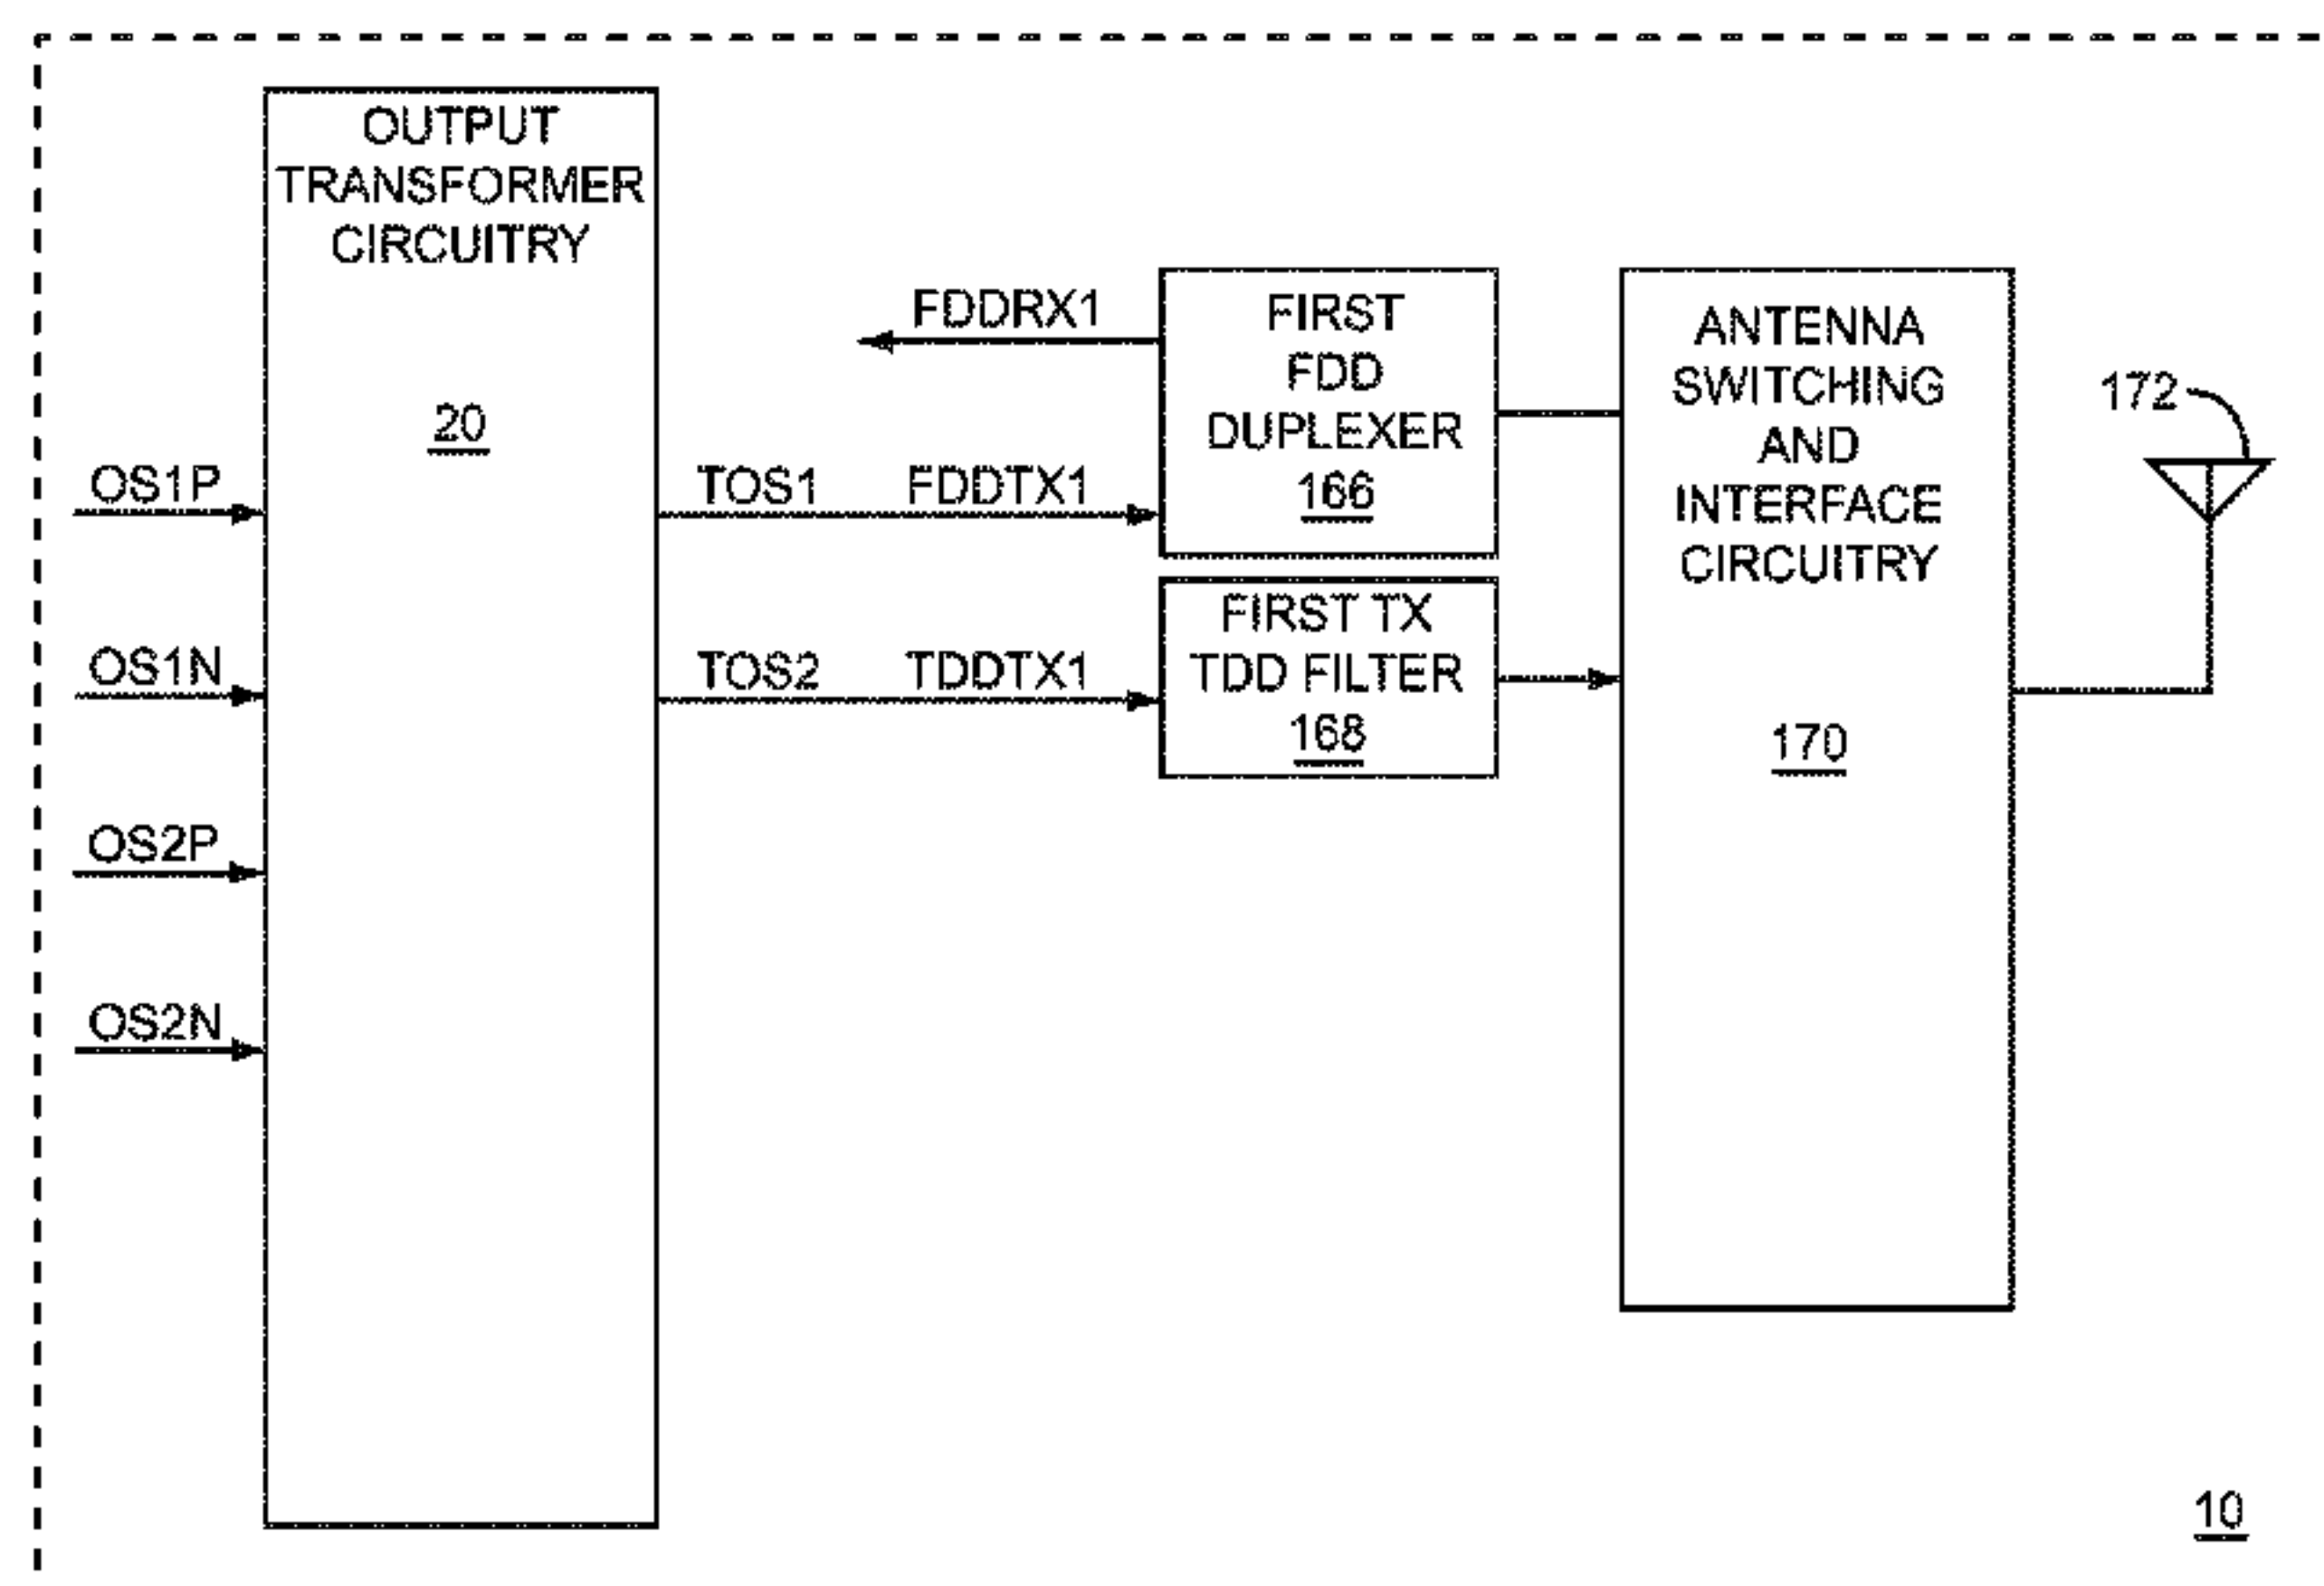 OUTPUT
TRANSFORMER
CIRCUITRY
20
OS1P
OS1N
OS2P
OS2N
FDDRX1
TOS1 FDDTX1
TOS2 TDDTX1
FIRST
FDD
DUPLEXER
166
FIRST TX
TDD FILTER
168
ANTENNA
SWITCHING
AND
INTERFACE
CIRCUITRY
170
172
10